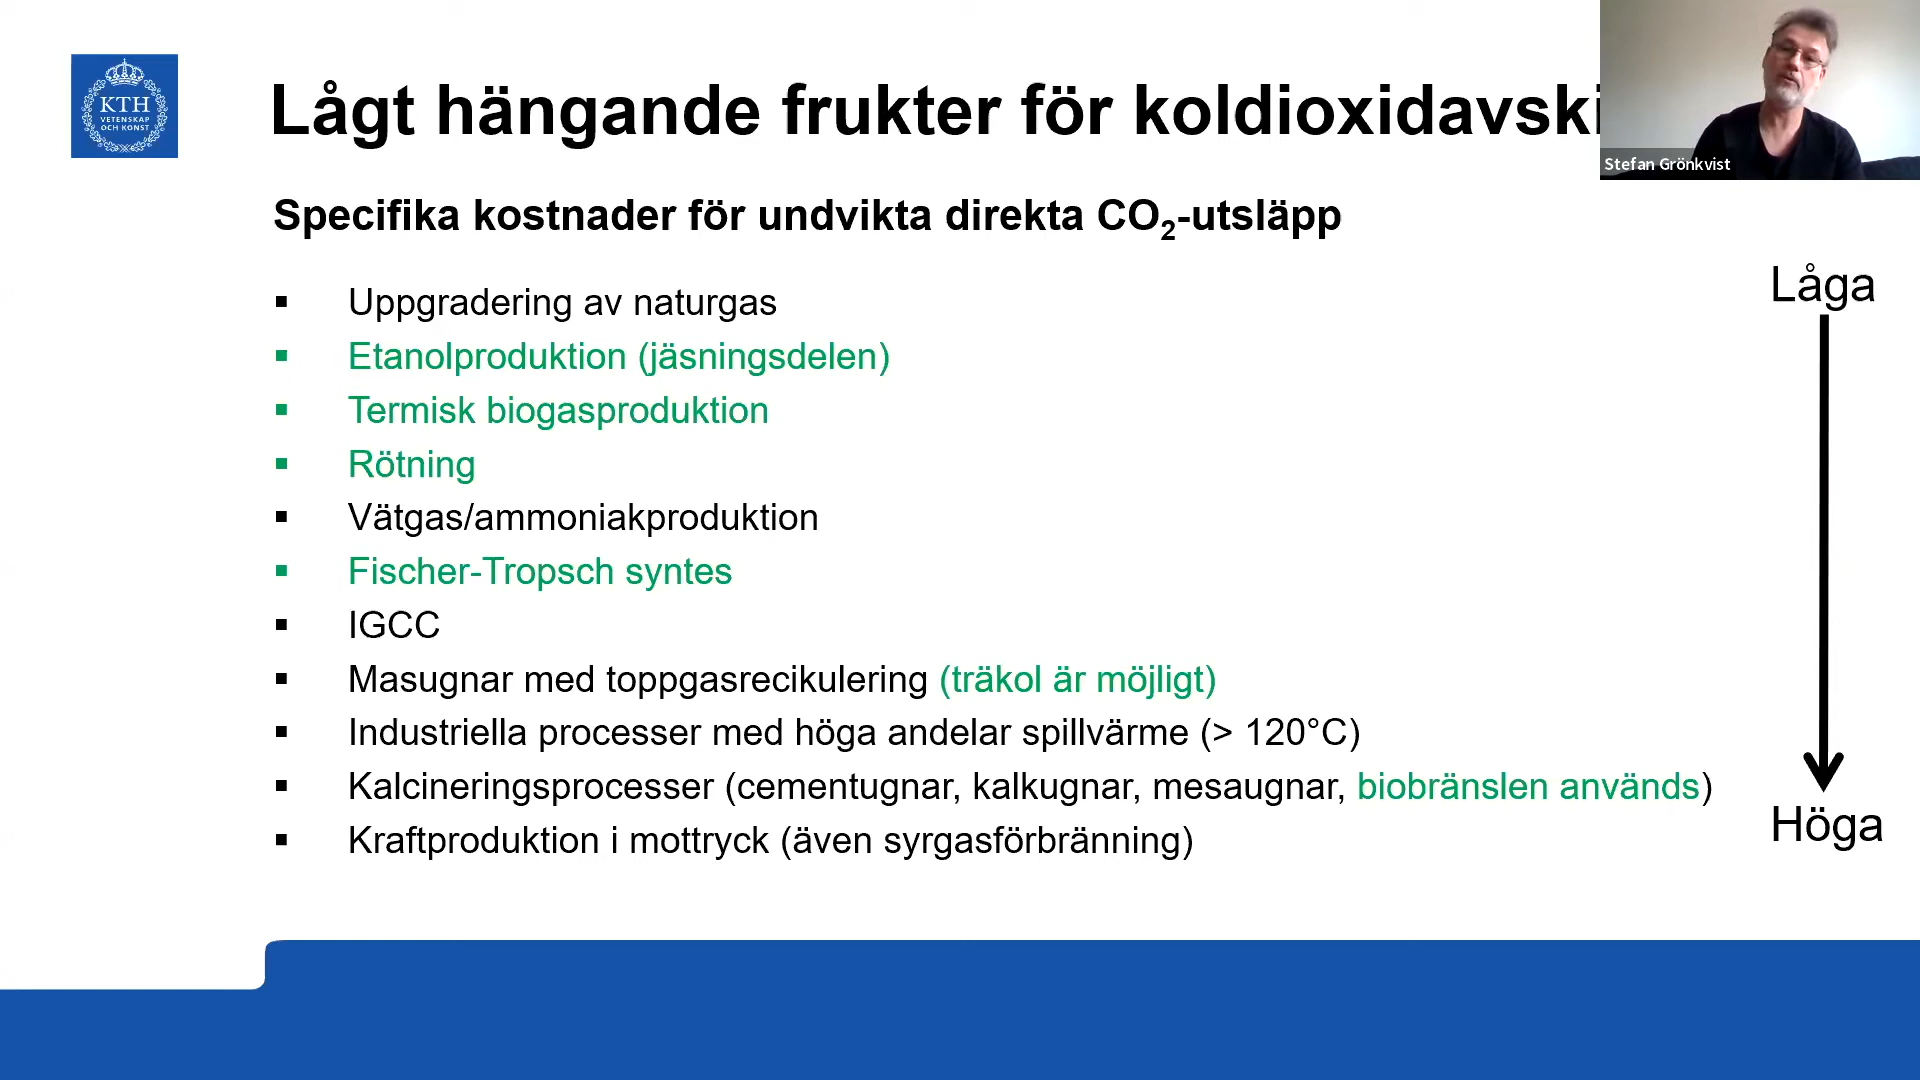 KTH
VETENSKAP
OCH KONST
Lågt hängande frukter för koldioxidavski
Stefan Grönkvist
Specifika kostnader för undvikta direkta CO₂-utsläpp
Låga
▪ Uppgradering av naturgas
▪ Etanolproduktion (jäsningsdelen)
▪ Termisk biogasproduktion
▪ Rötning
▪ Vätgas/ammoniakproduktion
▪ Fischer-Tropsch syntes
▪ IGCC
▪ Masugnar med toppgasrecikulering (träkol är möjligt)
▪ Industriella processer med höga andelar spillvärme (> 120°C)
▪ Kalcineringsprocesser (cementugnar, kalkugnar, mesaugnar, biobränslen används)
▪ Kraftproduktion i mottryck (även syrgasförbränning)
Höga